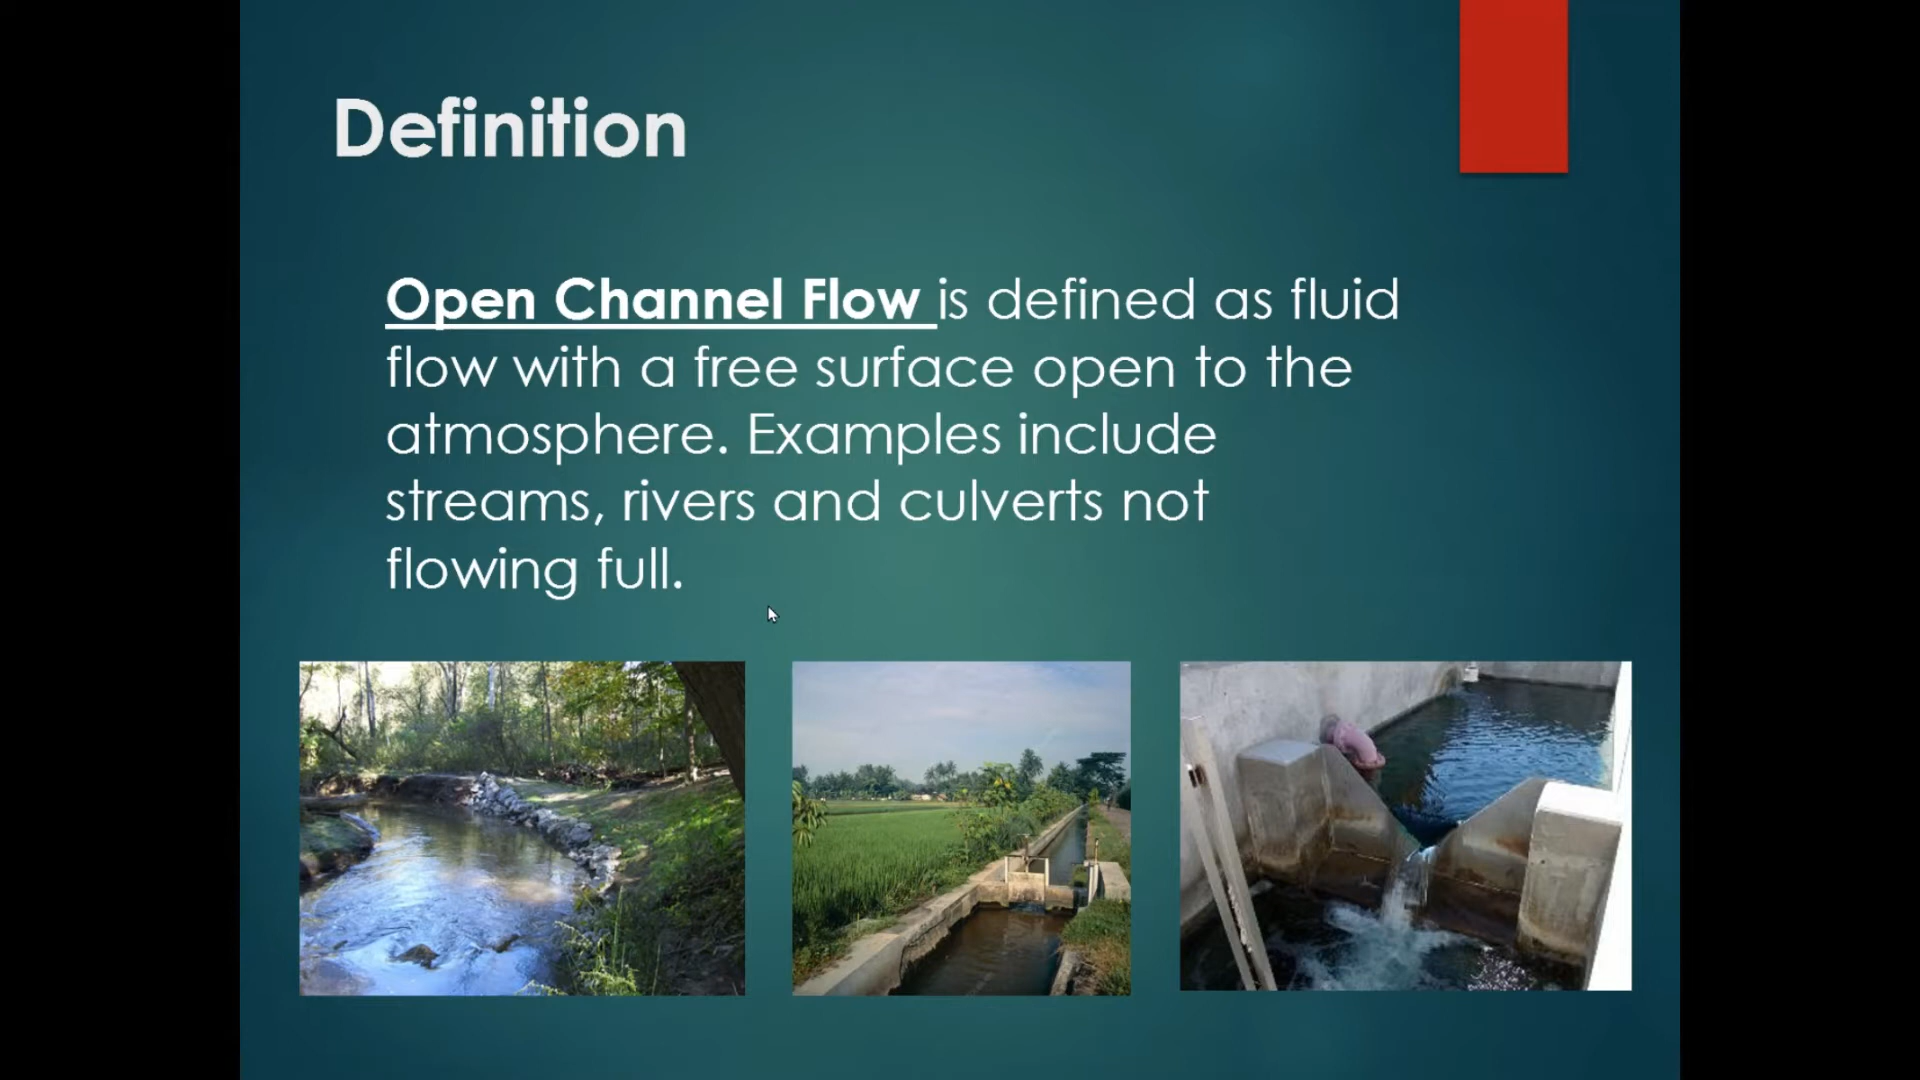 Definition
Open Channel Flow is defined as fluid
flow with a free surface open to the
atmosphere. Examples include
streams, rivers and culverts not
flowing full.